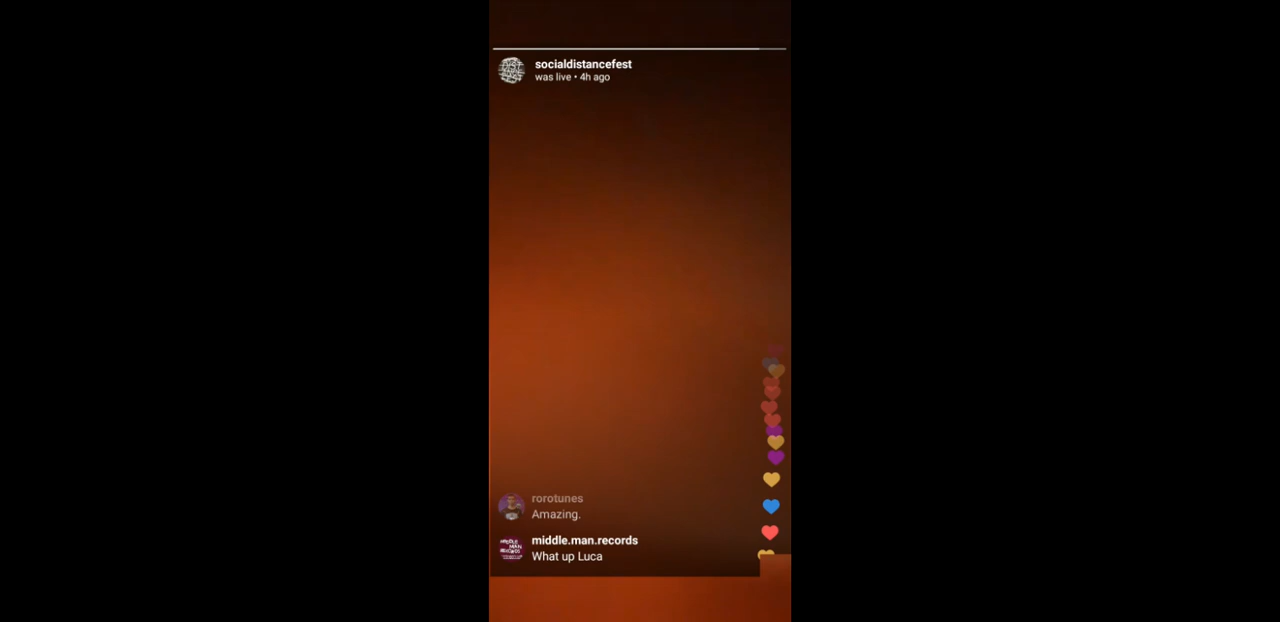 socialdistancefest
was live • 4h ago
rorotunes
Amazing.
middle.man.records
What up Luca